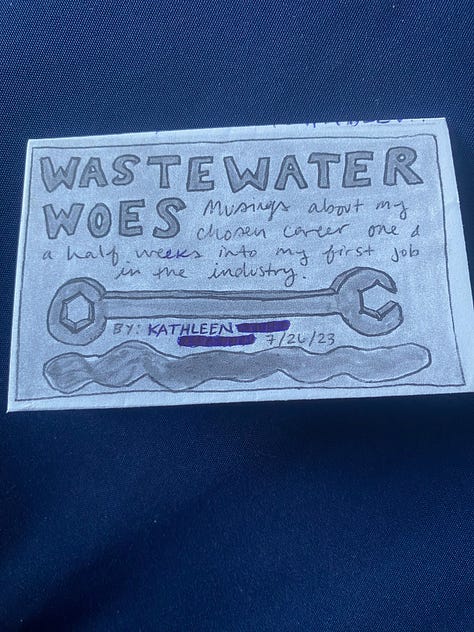 WASTEWATER
WOES Musings about my
chosen career one &
a half weeks into my first job
in the industry.
BY: KATHLEEN
7/26/23